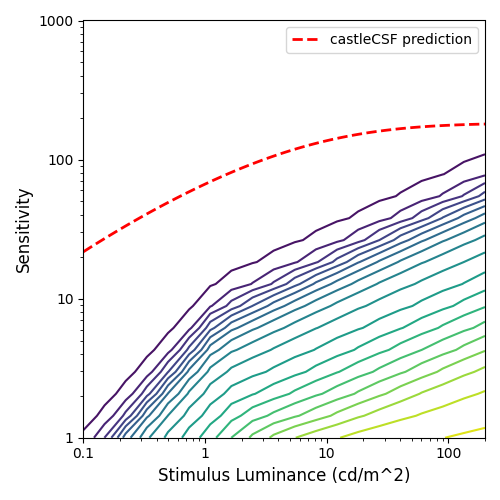 1000
castleCSF prediction
100
Sensitivity
10
1
0.1 1 10 100
Stimulus Luminance (cd/m^2)